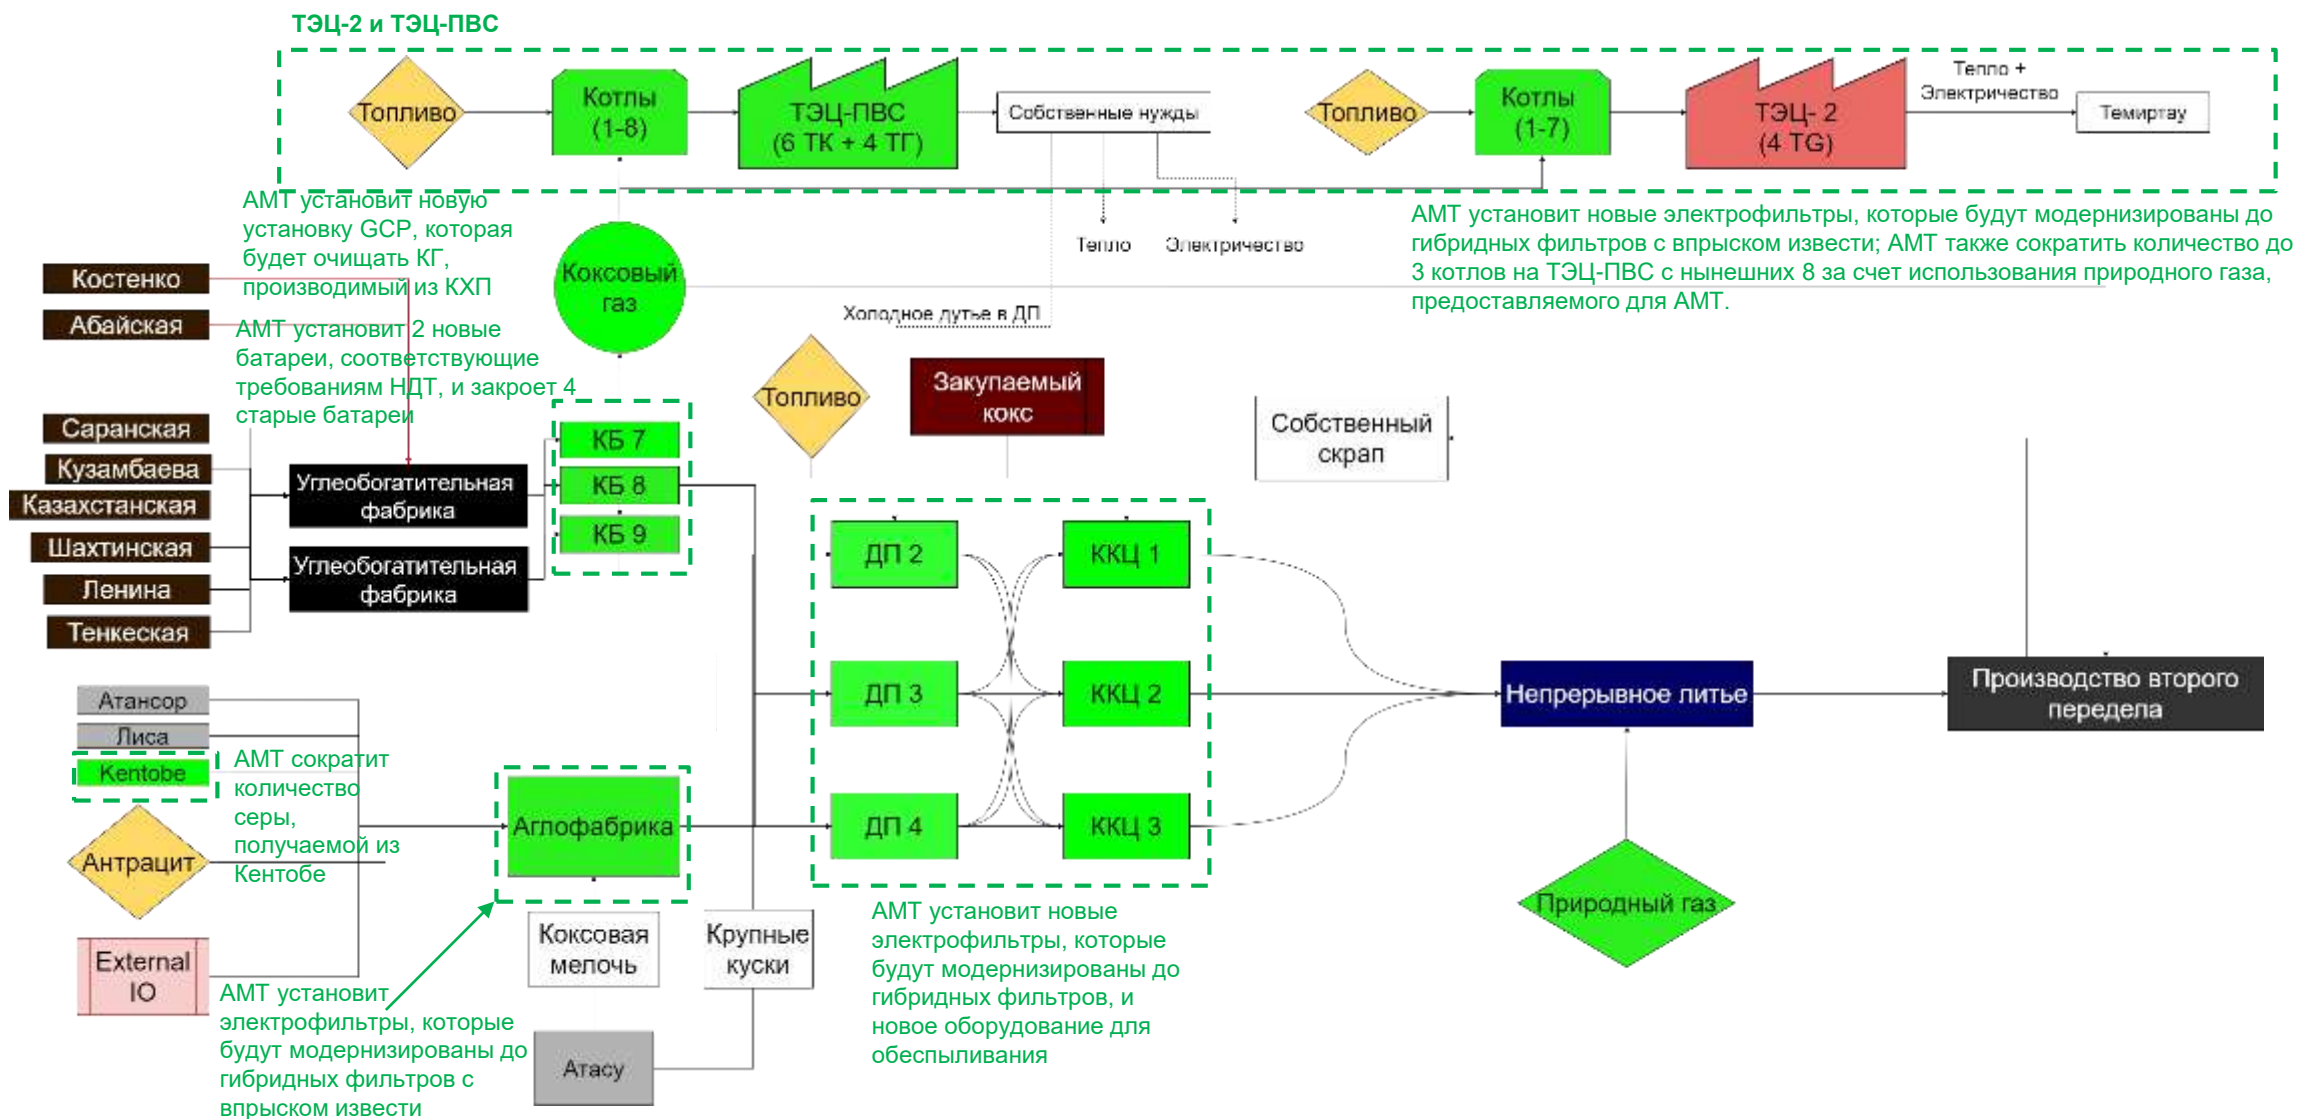 ТЭЦ-2 и ТЭЦ-ПВС
Топливо
Котлы
(1-8)
ТЭЦ-ПВС
(6 ТК + 4 ТГ)
Собственные нужды
Топливо
Котлы
(1-7)
ТЭЦ- 2
(4 TG)
Тепло +
Электричество
Темиртау
АМТ установит новую
установку GCP, которая
будет очищать КГ,
производимый из КХП
Коксовый
газ
Тепло
Электричество
АМТ установит новые электрофильтры, которые будут модернизированы до
гибридных фильтров с впрыском извести; АМТ также сократить количество до
3 котлов на ТЭЦ-ПВС с нынешних 8 за счет использования природного газа,
предоставляемого для АМТ.
Холодное дутье в ДП
Костенко
Абайская
АМТ установит 2 новые
батареи, соответствующие
требованиям НДТ, и закроет 4
старые батареи
Топливо
Закупаемый
кокс
Собственный
скрап
Саранская
Кузамбаева
Казахстанская
Шахтинская
Ленина
Тенкеская
Углеобогатительная
фабрика
Углеобогатительная
фабрика
КБ 7
КБ 8
КБ 9
ДП 2
ККЦ 1
ДП 3
ККЦ 2
ДП 4
ККЦ 3
Непрерывное литье
Производство второго
передела
Природный газ
Атансор
Лиса
Kentobe
АМТ сократит
количество
серы,
получаемой из
Кентобе
Антрацит
External
IO
Аглофабрика
Коксовая
мелочь
Крупные
куски
Атасу
АМТ установит
электрофильтры, которые
будут модернизированы до
гибридных фильтров с
впрыском извести
АМТ установит новые
электрофильтры, которые
будут модернизированы до
гибридных фильтров, и
новое оборудование для
обеспыливания